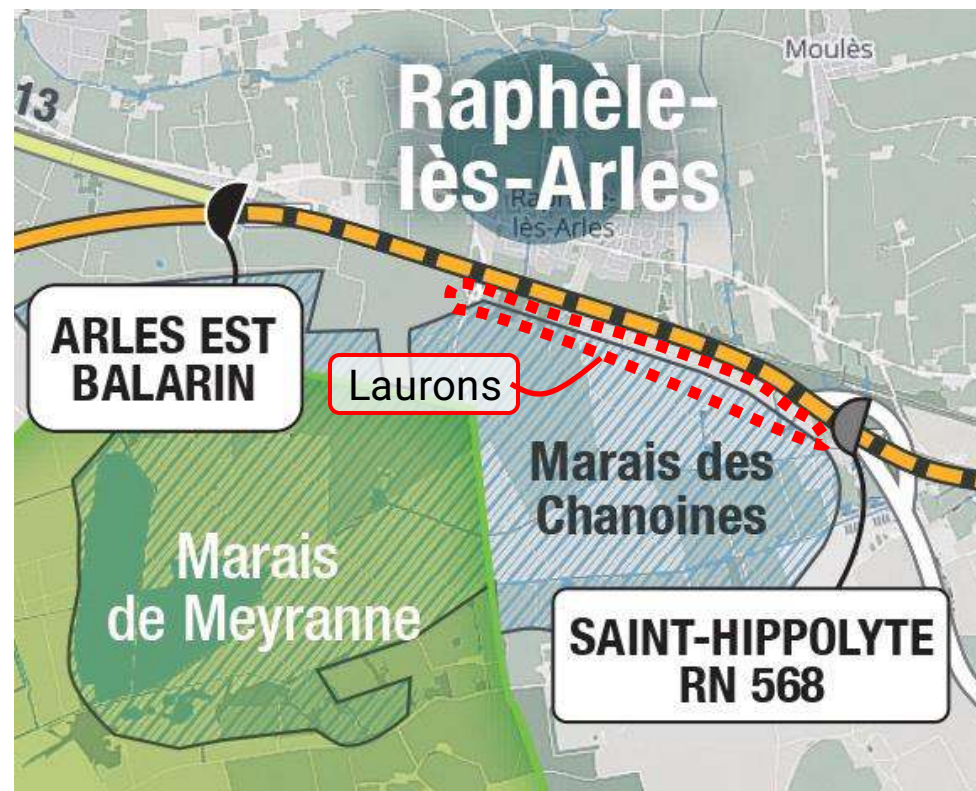 Moulès
13
Raphèle-
lès-Arles
Raphèle-
lès-Arles
ARLES EST
BALARIN
Laurons
Marais des
Chanoines
Marais
de Meyranne
SAINT-HIPPOLYTE
RN 568